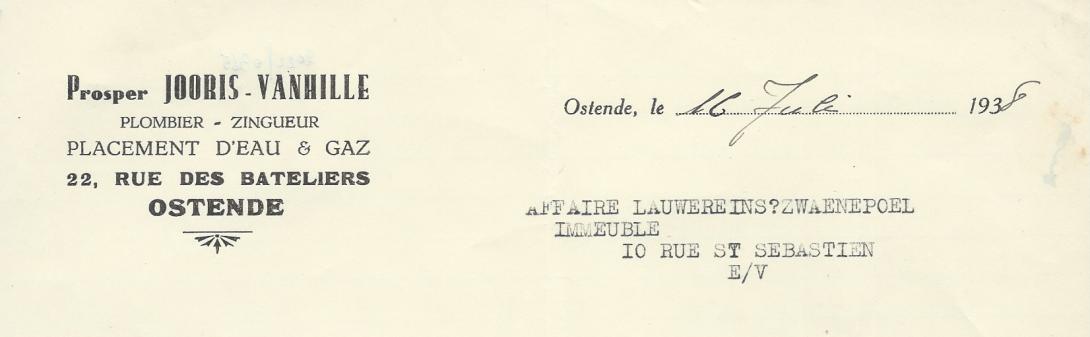 Prosper JOORIS - VANHILLE
PLOMBIER - ZINGUEUR
PLACEMENT D'EAU & GAZ
22, RUE DES BATELIERS
OSTENDE
Ostende, le 16 Juli 1938
AFFAIRE LAUWEREINS?ZWAENEPOEL
IMMEUBLE
IO RUE ST SEBASTIEN
E/V